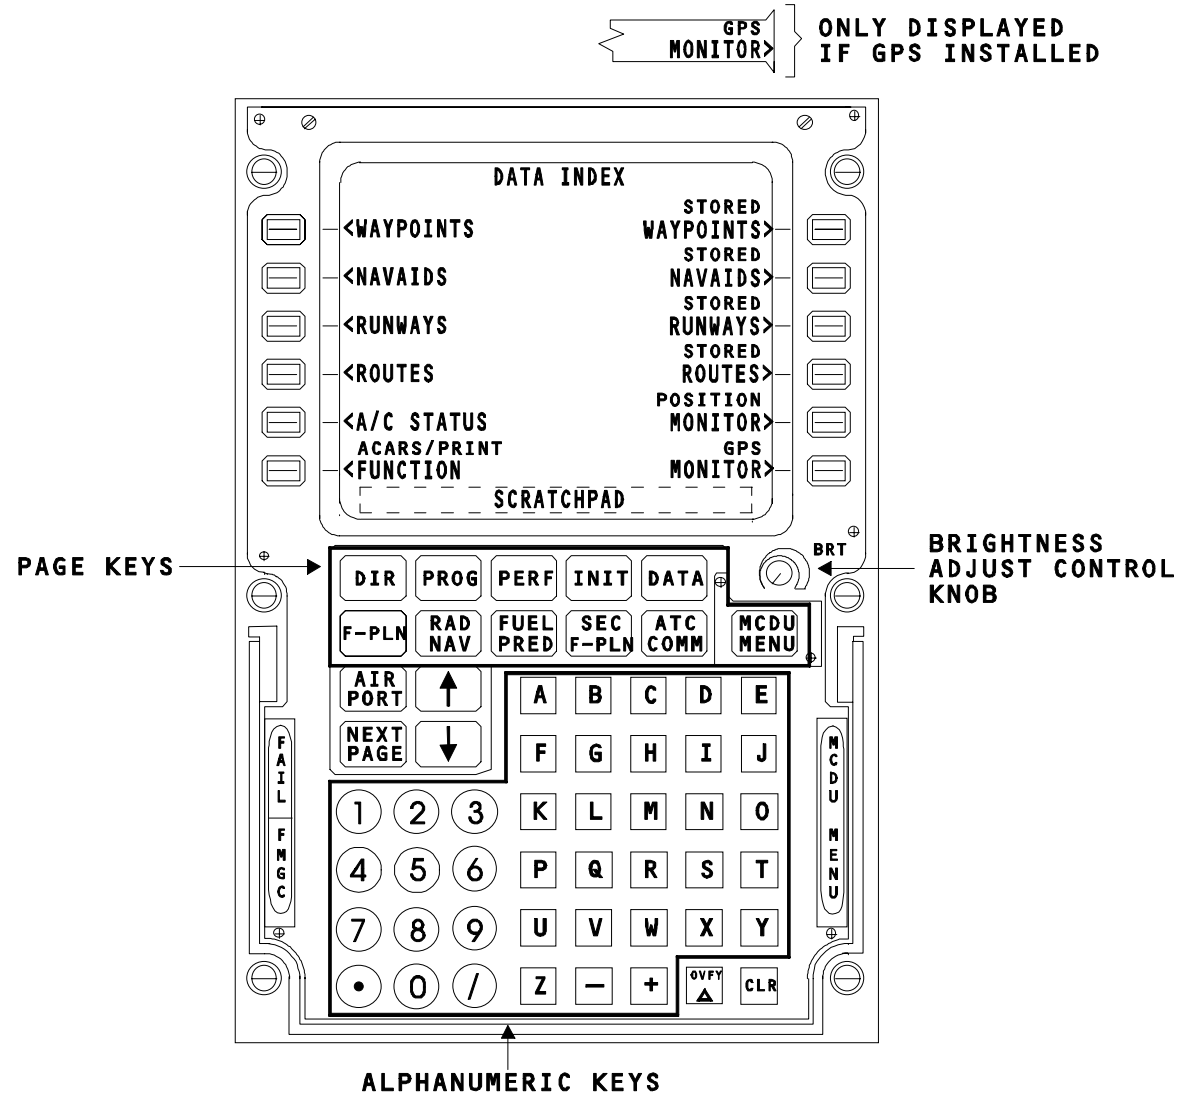 GPS
MONITOR>
ONLY DISPLAYED
IF GPS INSTALLED
DATA INDEX
STORED
<WAYPOINTS WAYPOINTS>
STORED
<NAVAIDS NAVAIDS>
STORED
<RUNWAYS RUNWAYS>
STORED
<ROUTES ROUTES>
POSITION
<A/C STATUS MONITOR>
ACARS/PRINT GPS
<FUNCTION MONITOR>
SCRATCHPAD
PAGE KEYS
BRT
BRIGHTNESS
ADJUST CONTROL
KNOB
DIR PROG PERF INIT DATA
F-PLN
RAD
NAV
FUEL
PRED
SEC
F-PLN
ATC
COMM
MCDU
MENU
AIR
PORT
NEXT
PAGE
A B C D E
F G H I J
K L M N O
P Q R S T
U V W X Y
Z — +
OVFY
CLR
1 2 3
4 5 6
7 8 9
• 0 /
FAIL
FMGC
MCDU MENU
ALPHANUMERIC KEYS